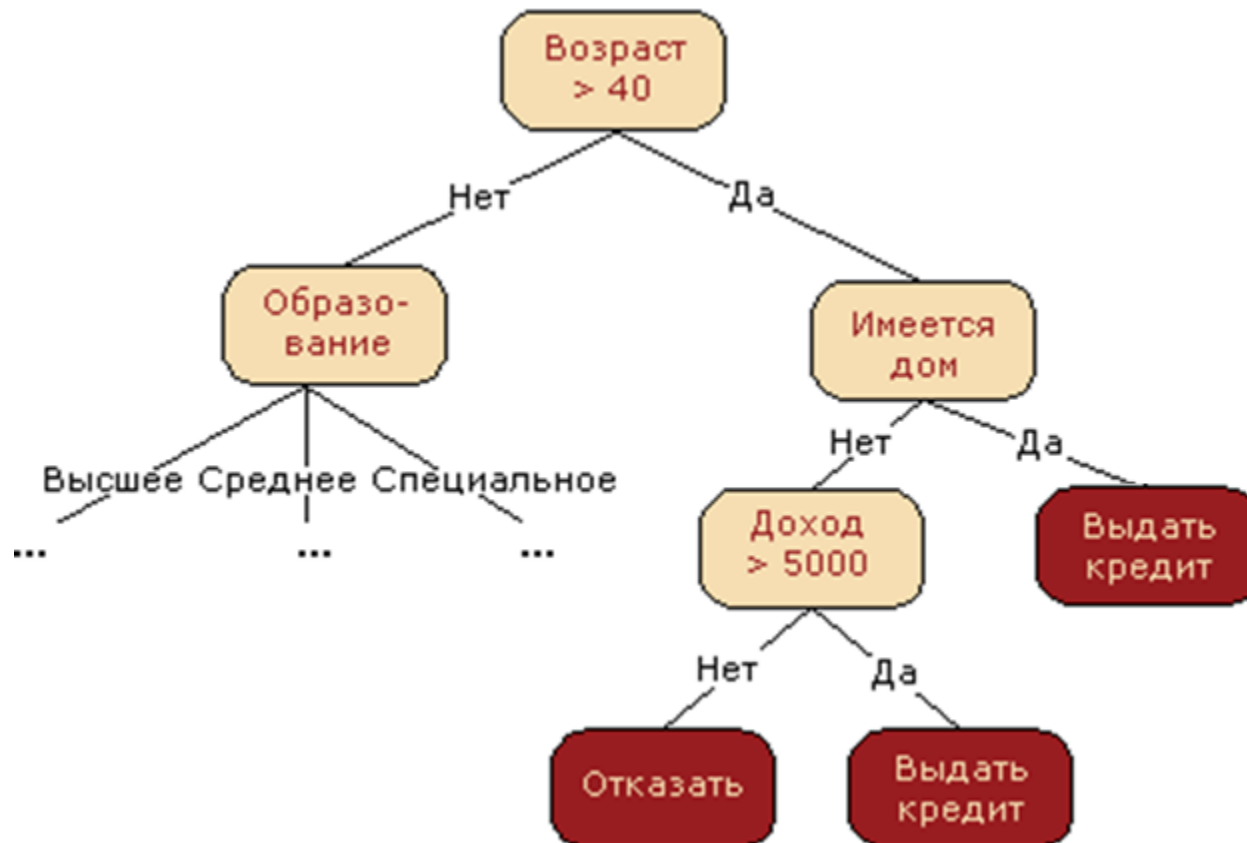 Возраст
> 40
Нет
Да
Образо-
вание
Имеется
дом
Нет
Да
Высшее Среднее Специальное
... ... ...
Доход
> 5000
Выдать
кредит
Нет
Да
Отказать
Выдать
кредит